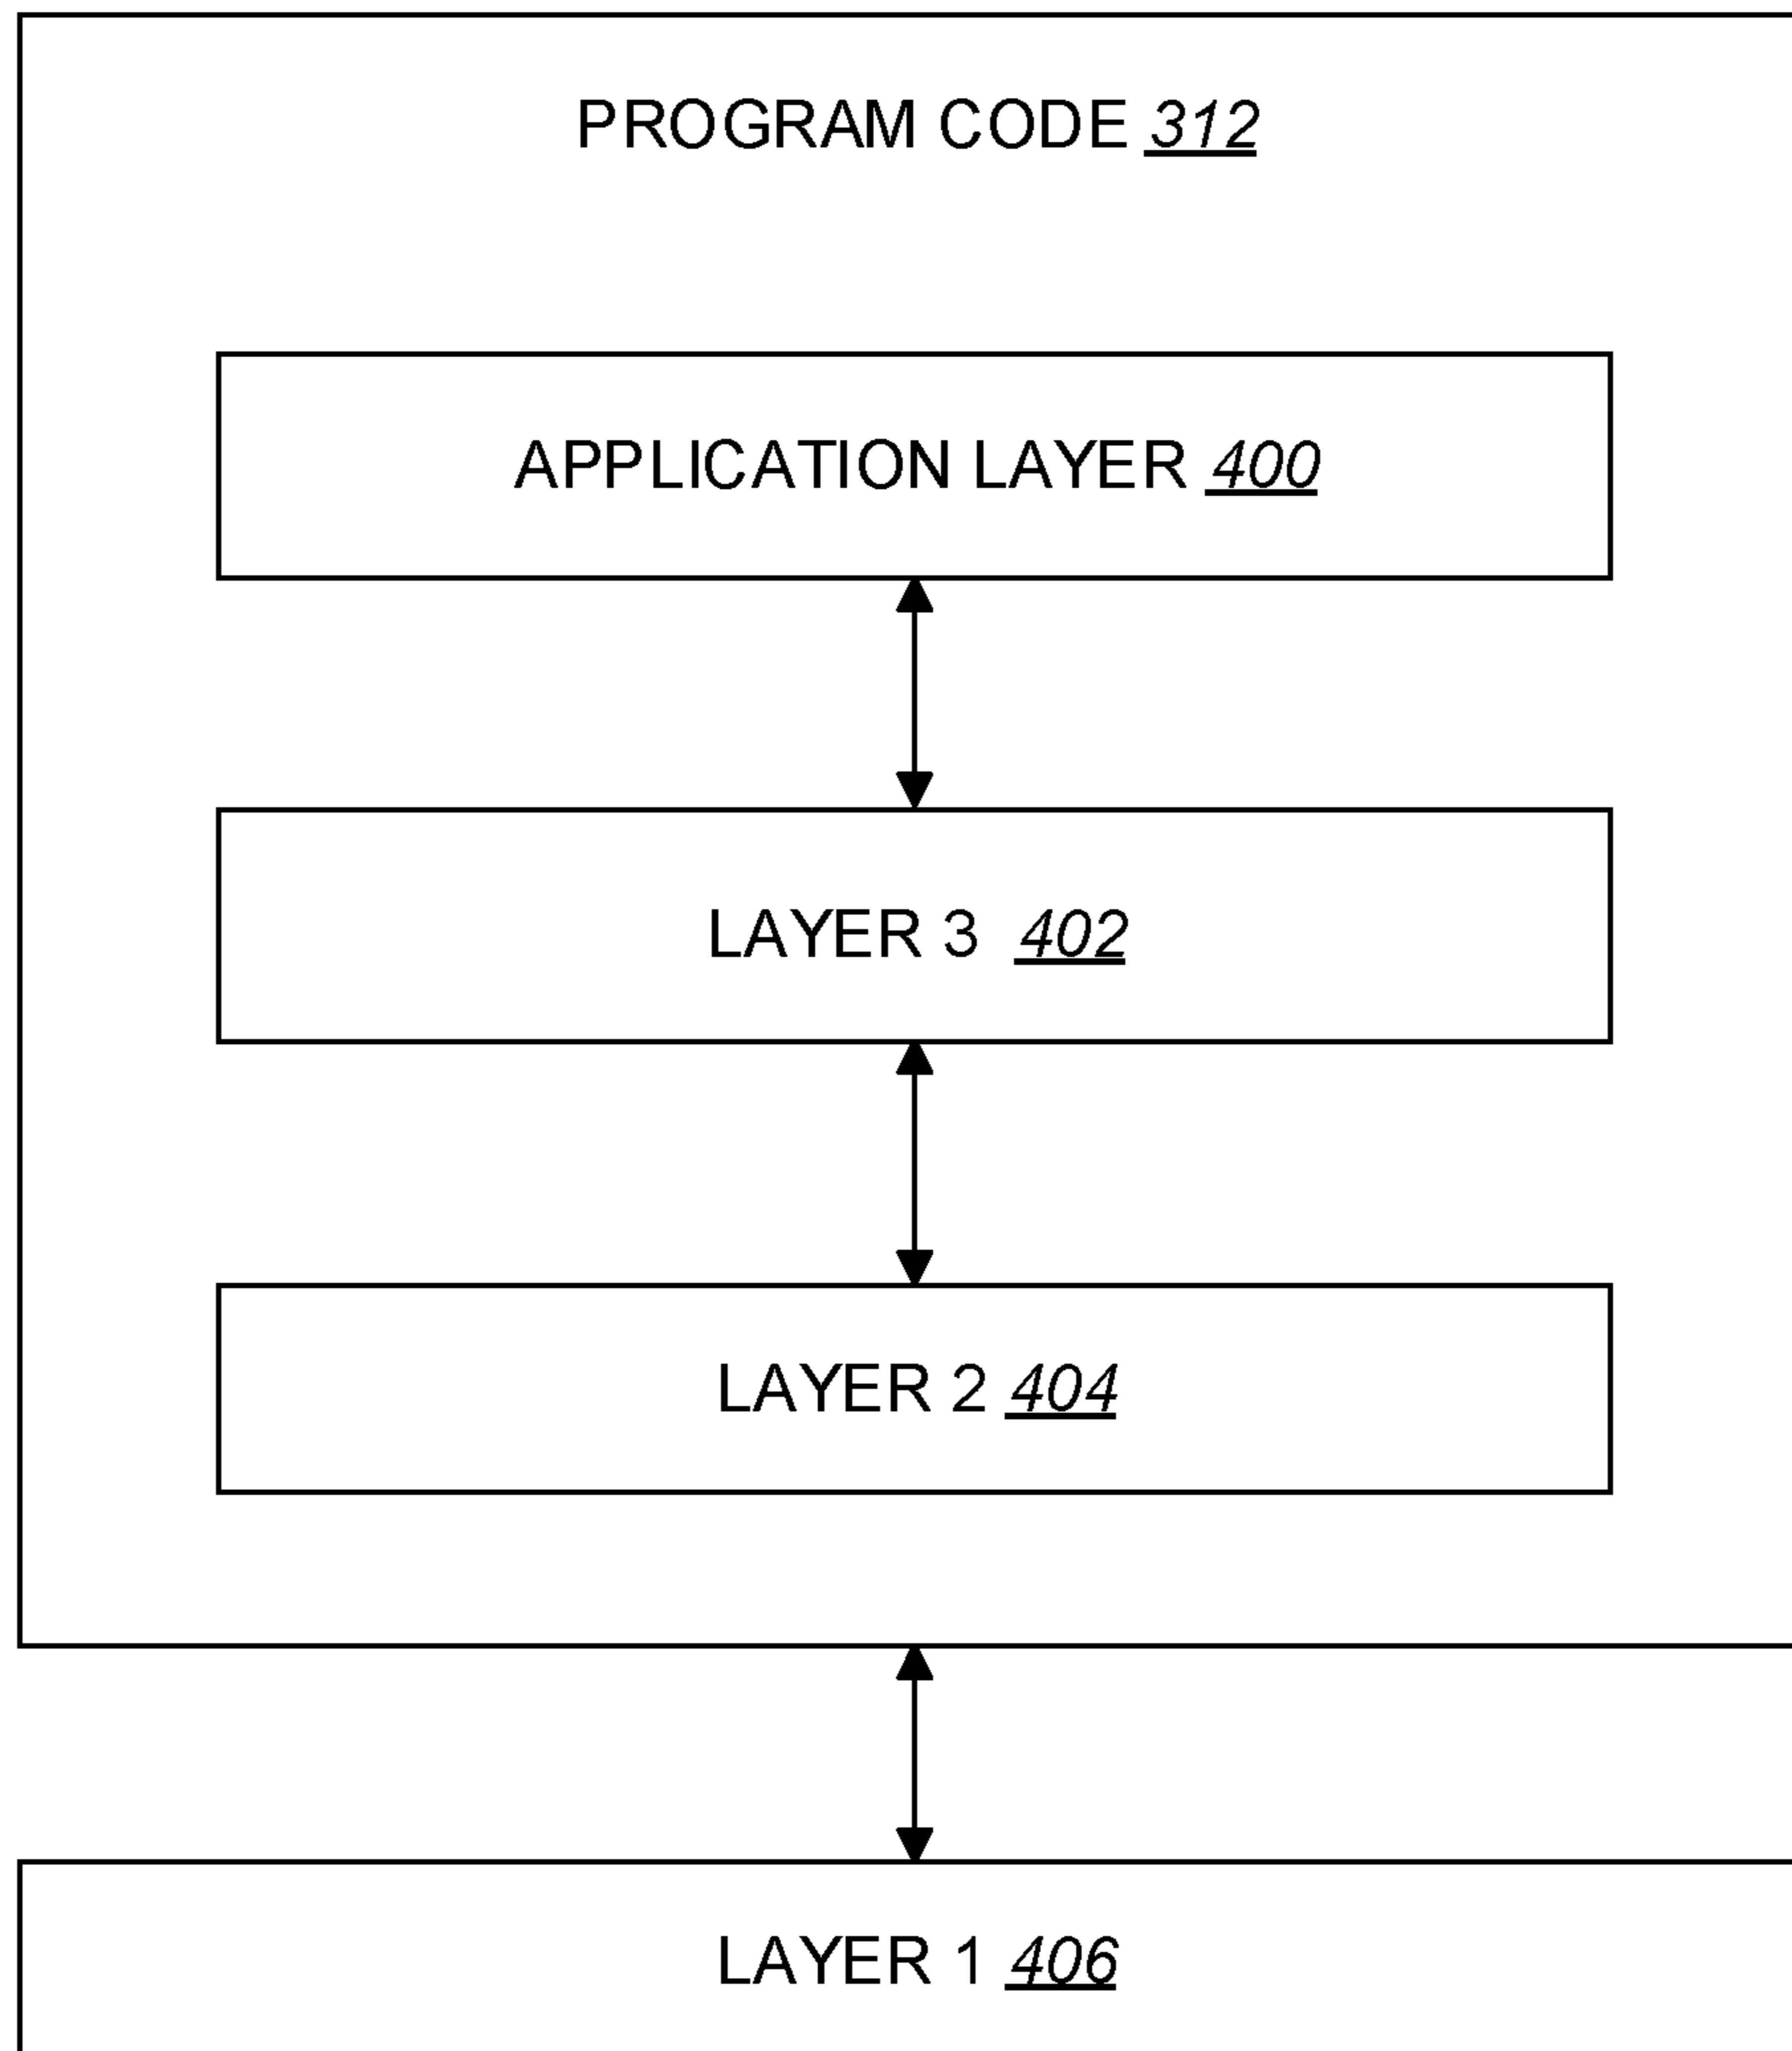 PROGRAM CODE 312
APPLICATION LAYER 400
LAYER 3 402
LAYER 2 404
LAYER 1 406